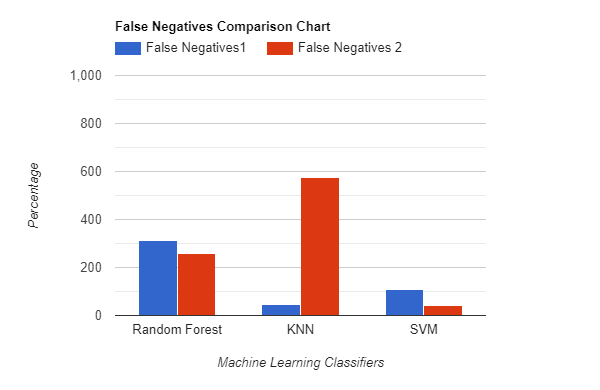 False Negatives Comparison Chart
False Negatives1 False Negatives 2
1,000
800
600
400
200
0
Percentage
Random Forest KNN SVM
Machine Learning Classifiers